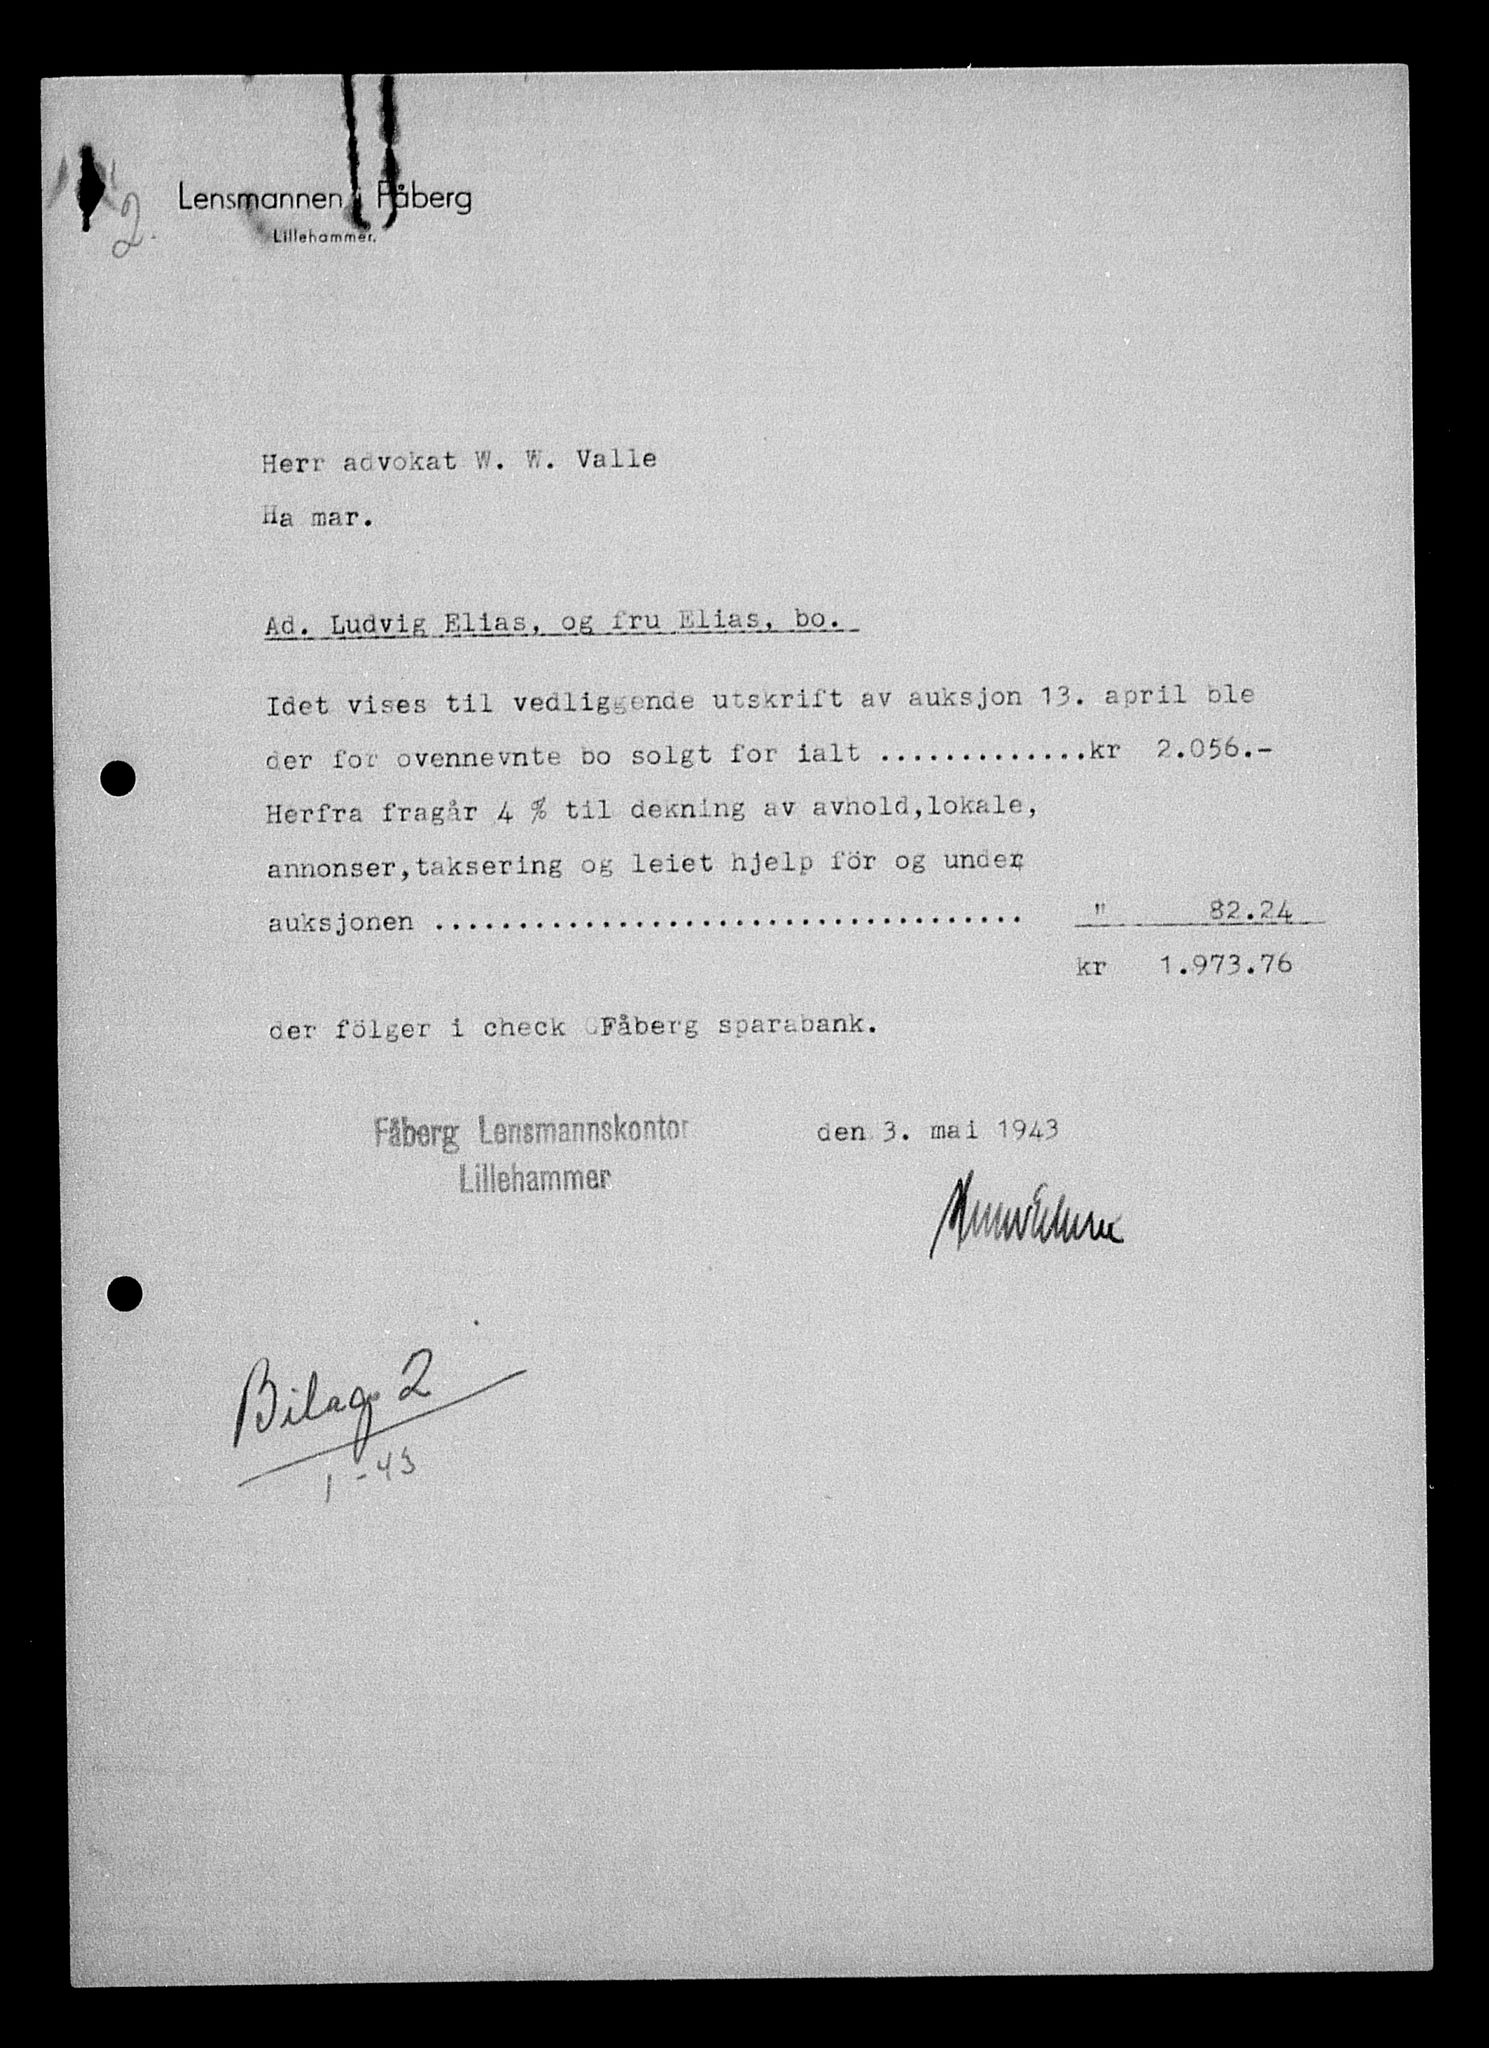 2.
Lensmannen i Fåberg
Lillehammer.
Herr advokat W. W. Valle
Ha mar.
Ad. Ludvig Elias, og fru Elias, bo.
Idet vises til vedliggende utskrift av auksjon 13. april ble
der for ovennevnte bo solgt for ialt ..............kr 2.056.-
Herfra fragår 4 % til dekning av avhold,lokale,
annonser,taksering og leiet hjelp för og under
auksjonen .................................... " 82.24
kr 1.973.76
der fölger i check Fåberg sparabank.
Fåberg Lensmannskontor den 3. mai 1943
Lillehammer
Bilag 2
1-43